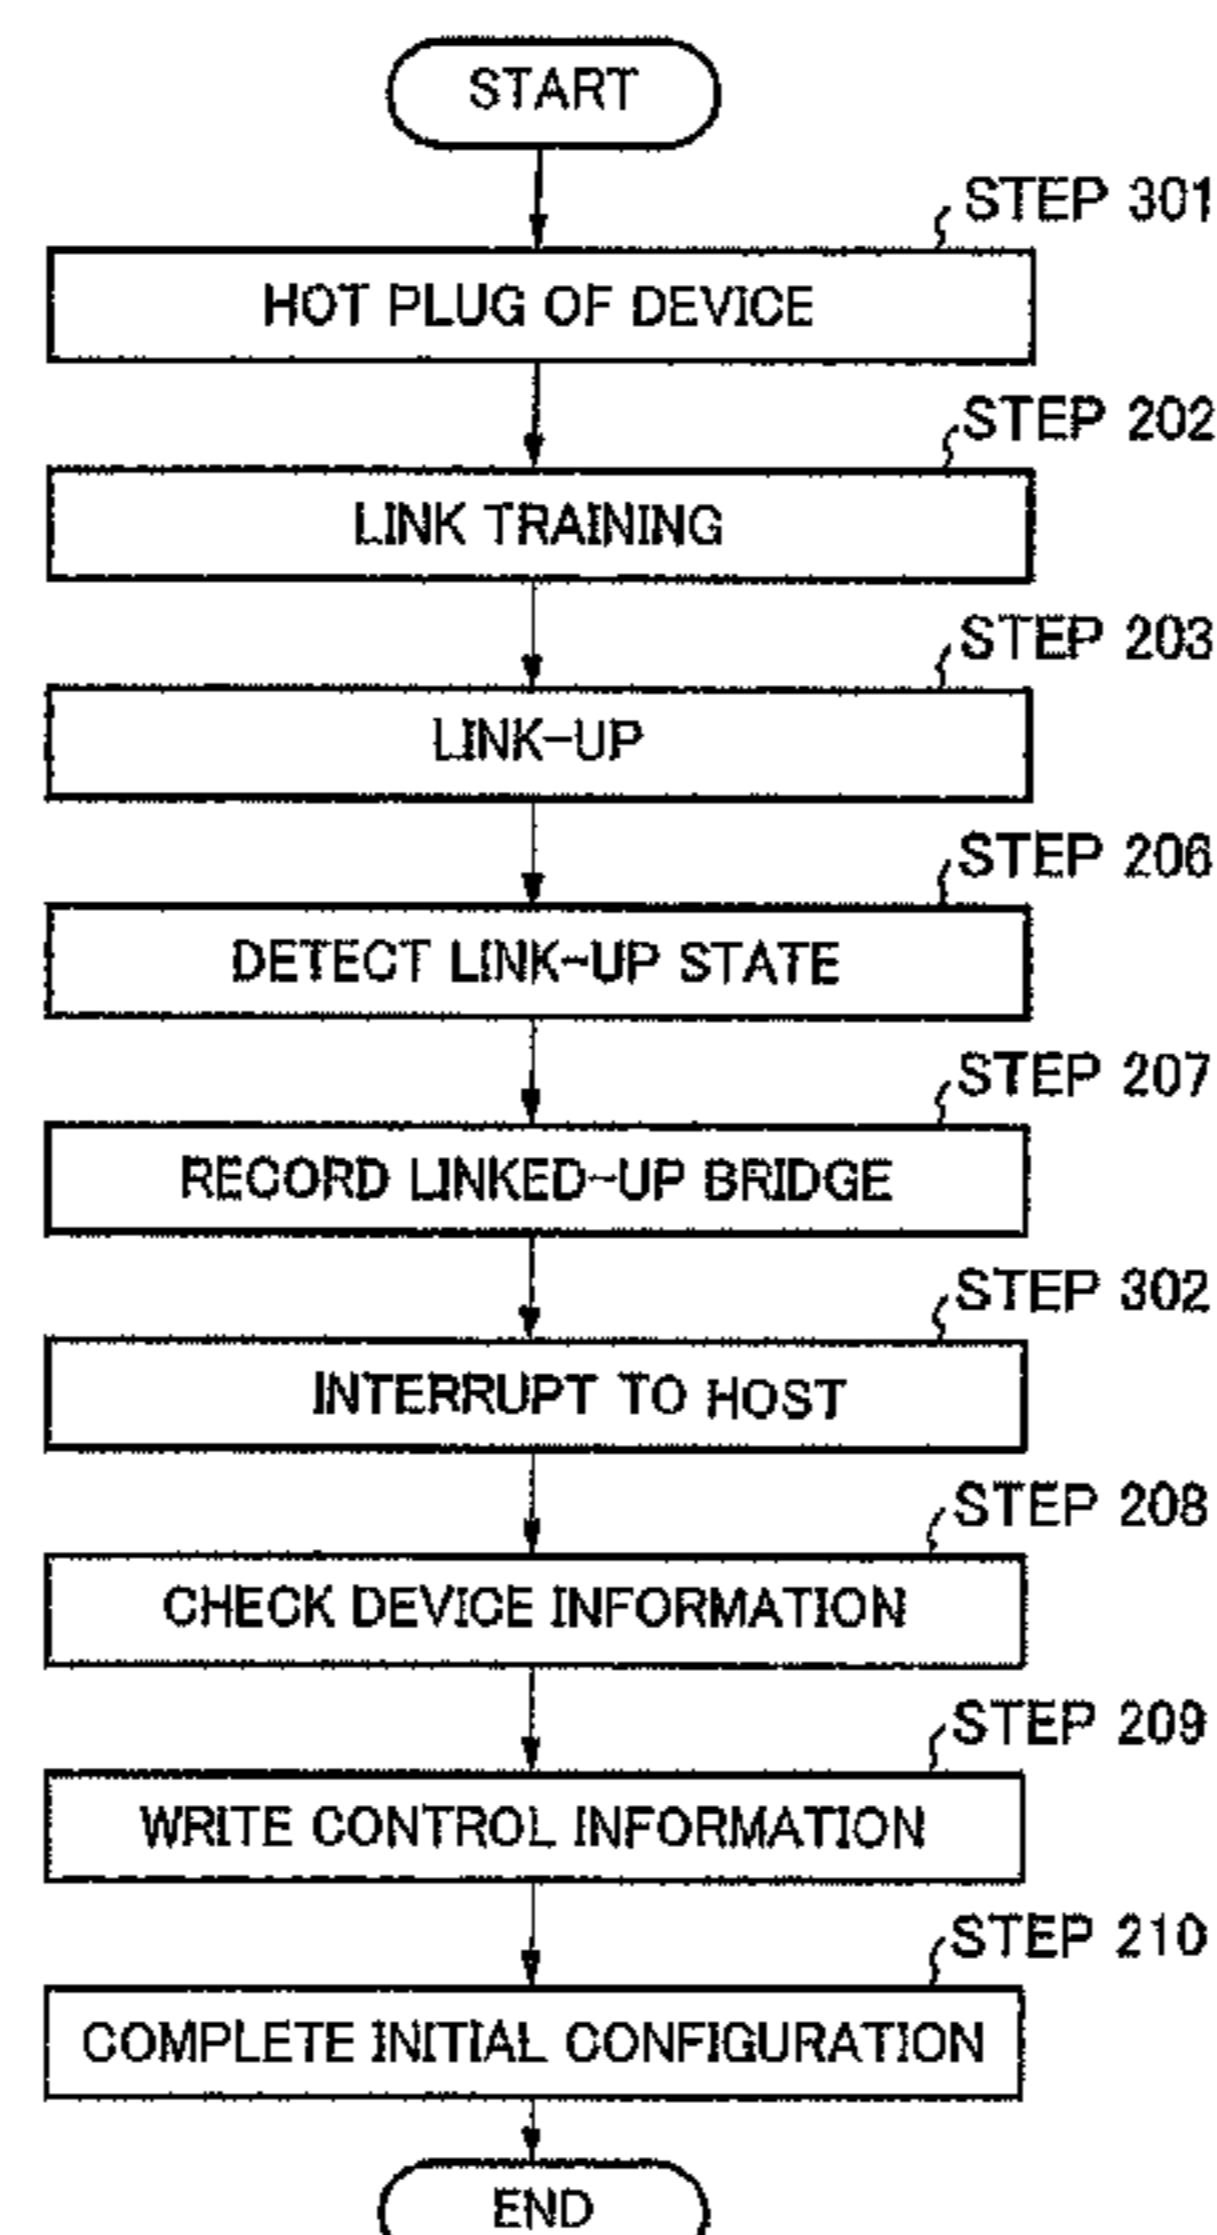 START
STEP 301
HOT PLUG OF DEVICE
STEP 202
LINK TRAINING
STEP 203
LINK-UP
STEP 206
DETECT LINK-UP STATE
STEP 207
RECORD LINKED-UP BRIDGE
STEP 302
INTERRUPT TO HOST
STEP 208
CHECK DEVICE INFORMATION
STEP 209
WRITE CONTROL INFORMATION
STEP 210
COMPLETE INITIAL CONFIGURATION
END